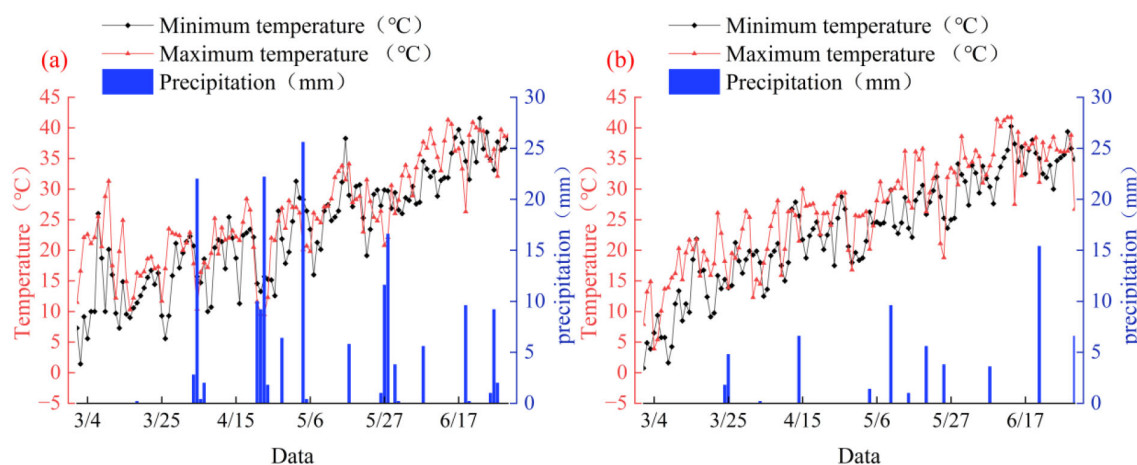 Minimum temperature（℃）
Maximum temperature（℃）
Precipitation（mm）
(a)
45
40
35
30
25
20
15
10
5
0
−5
Temperature（℃）
30
25
20
15
10
5
0
precipitation（mm）
3/4 3/25 4/15 5/6 5/27 6/17
Data
Minimum temperature（℃）
Maximum temperature（℃）
Precipitation（mm）
(b)
45
40
35
30
25
20
15
10
5
0
−5
Temperature（℃）
30
25
20
15
10
5
0
precipitation（mm）
3/4 3/25 4/15 5/6 5/27 6/17
Data